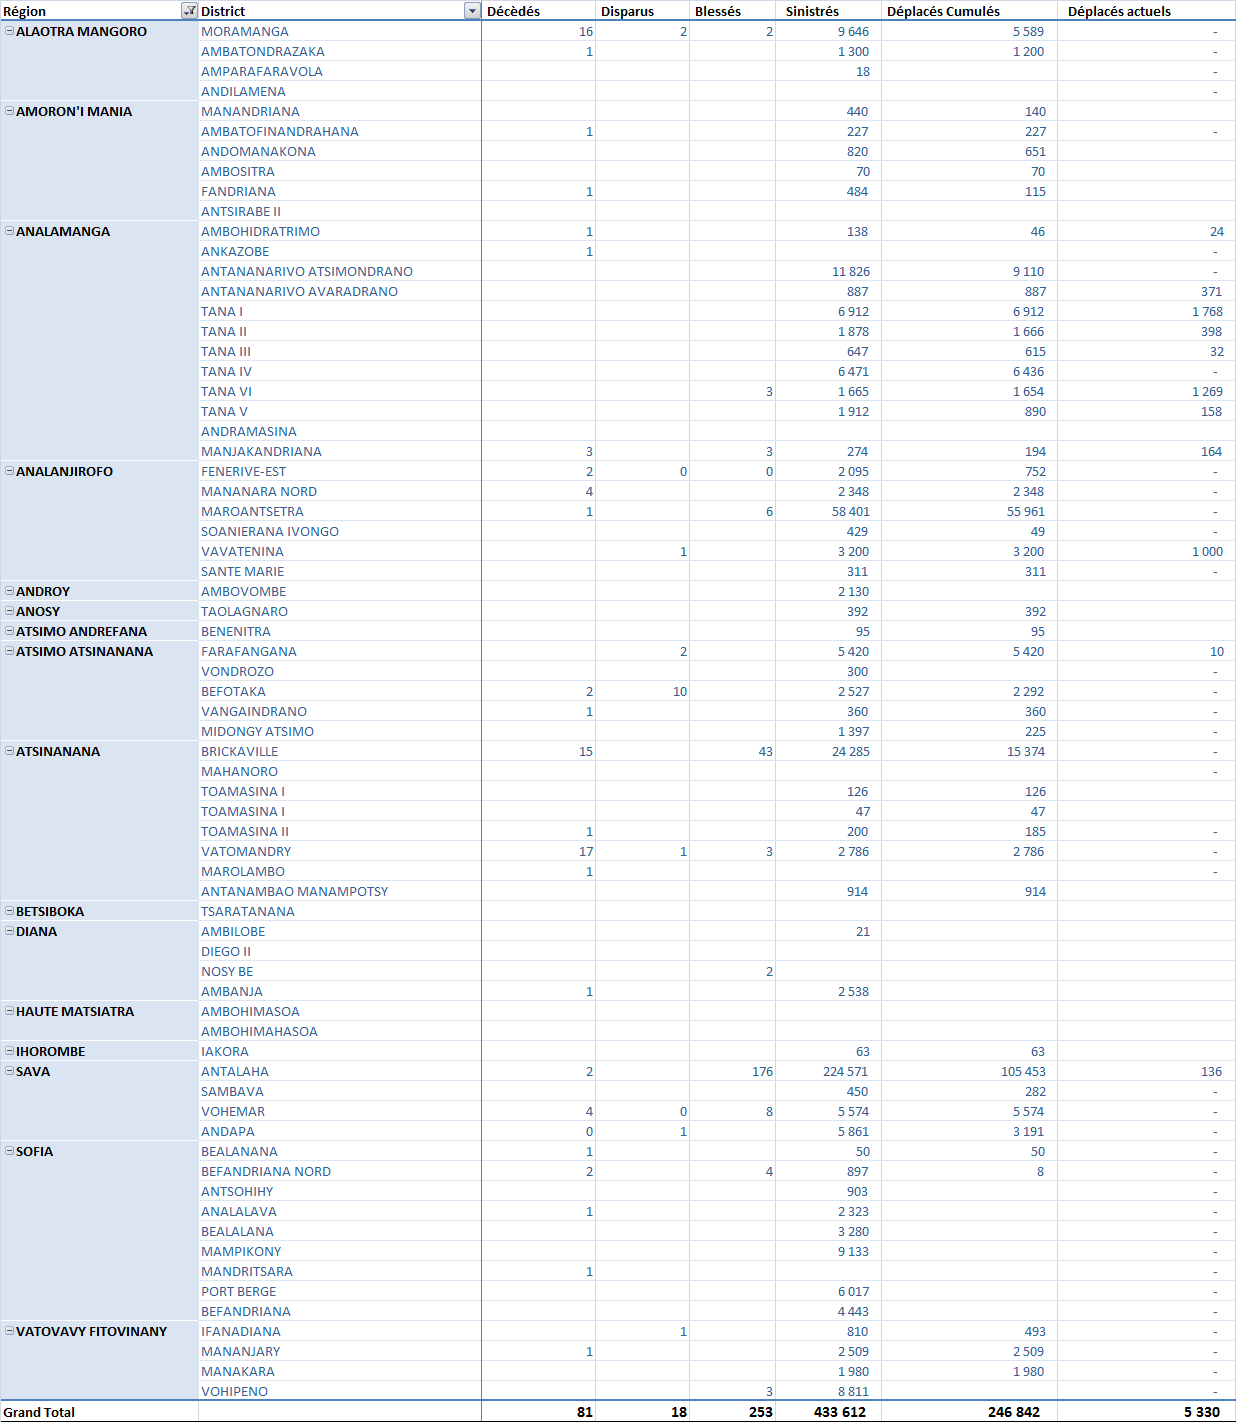 Région District Décèdés Disparus Blessés Sinistrés Déplacés Cumulés Déplacés actuels
ALAOTRA MANGORO MORAMANGA 16 2 2 9 646 5 589 -
AMBATONDRAZAKA 1 1 300 1 200 -
AMPARAFARAVOLA 18 -
ANDILAMENA -
AMORON'I MANIA MANANDRIANA 440 140
AMBATOFINANDRAHANA 1 227 227 -
ANDOMANAKONA 820 651
AMBOSITRA 70 70
FANDRIANA 1 484 115
ANTSIRABE II
ANALAMANGA AMBOHIDRATRIMO 1 138 46 24
ANKAZOBE 1 -
ANTANANARIVO ATSIMONDRANO 11 826 9 110 -
ANTANANARIVO AVARADRANO 887 887 371
TANA I 6 912 6 912 1 768
TANA II 1 878 1 666 398
TANA III 647 615 32
TANA IV 6 471 6 436 -
TANA VI 3 1 665 1 654 1 269
TANA V 1 912 890 158
ANDRAMASINA
MANJAKANDRIANA 3 3 274 194 164
ANALANJIROFO FENERIVE-EST 2 0 0 2 095 752 -
MANANARA NORD 4 2 348 2 348 -
MAROANTSETRA 1 6 58 401 55 961 -
SOANIERANA IVONGO 429 49 -
VAVATENINA 1 3 200 3 200 1 000
SANTE MARIE 311 311 -
ANDROY AMBOVOMBE 2 130
ANOSY TAOLAGNARO 392 392
ATSIMO ANDREFANA BENENITRA 95 95
ATSIMO ATSINANANA FARAFANGANA 2 5 420 5 420 10
VONDROZO 300 -
BEFOTAKA 2 10 2 527 2 292 -
VANGAINDRANO 1 360 360 -
MIDONGY ATSIMO 1 397 225 -
ATSINANANA BRICKAVILLE 15 43 24 285 15 374 -
MAHANORO -
TOAMASINA I 126 126
TOAMASINA I 47 47
TOAMASINA II 1 200 185 -
VATOMANDRY 17 1 3 2 786 2 786 -
MAROLAMBO 1 -
ANTANAMBAO MANAMPOTSY 914 914
BETSIBOKA TSARATANANA
DIANA AMBILOBE 21
DIEGO II
NOSY BE 2
AMBANJA 1 2 538
HAUTE MATSIATRA AMBOHIMASOA
AMBOHIMAHASOA
IHOROMBE IAKORA 63 63
SAVA ANTALAHA 2 176 224 571 105 453 136
SAMBAVA 450 282 -
VOHEMAR 4 0 8 5 574 5 574 -
ANDAPA 0 1 5 861 3 191 -
SOFIA BEALANANA 1 50 50 -
BEFANDRIANA NORD 2 4 897 8 -
ANTSOHIHY 903 -
ANALALAVA 1 2 323 -
BEALALANA 3 280 -
MAMPIKONY 9 133 -
MANDRITSARA 1 -
PORT BERGE 6 017 -
BEFANDRIANA 4 443 -
VATOVAVY FITOVINANY IFANADIANA 1 810 493 -
MANANJARY 1 2 509 2 509 -
MANAKARA 1 980 1 980 -
VOHIPENO 3 8 811 -
Grand Total 81 18 253 433 612 246 842 5 330